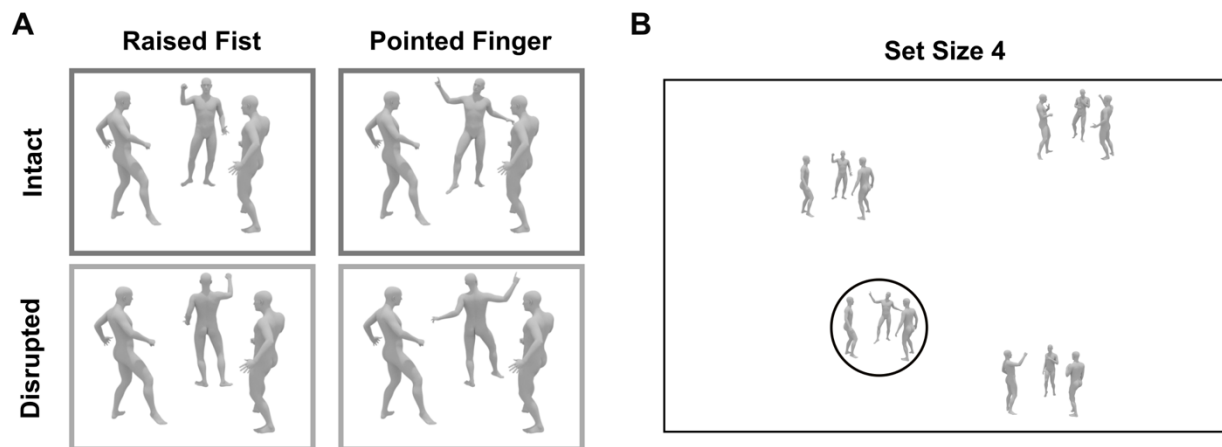 A
Raised Fist
Pointed Finger
Intact
Disrupted
B
Set Size 4